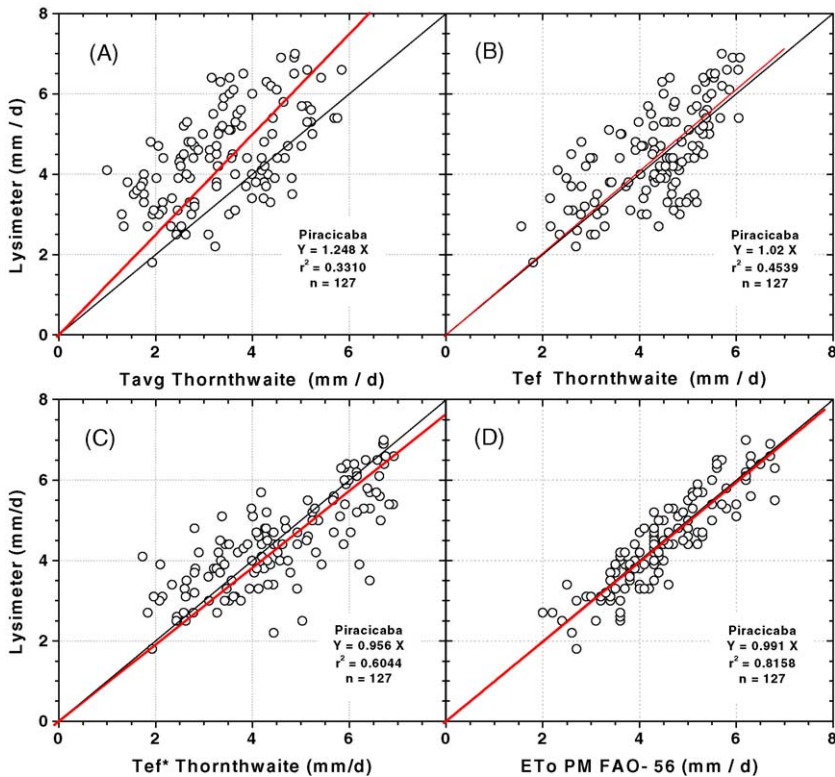 (A)
8
6
4
2
0
Lysimeter (mm / d)
Piracicaba
Y = 1.248 X
r² = 0.3310
n = 127
0 2 4 6
Tavg Thornthwaite (mm / d)
(B)
Piracicaba
Y = 1.02 X
r² = 0.4539
n = 127
0 2 4 6 8
Tef Thornthwaite (mm / d)
(C)
8
6
4
2
0
Lysimeter (mm/d)
Piracicaba
Y = 0.956 X
r² = 0.6044
n = 127
0 2 4 6
Tef* Thornthwaite (mm/d)
(D)
Piracicaba
Y = 0.991 X
r² = 0.8158
n = 127
0 2 4 6 8
ETo PM FAO- 56 (mm / d)